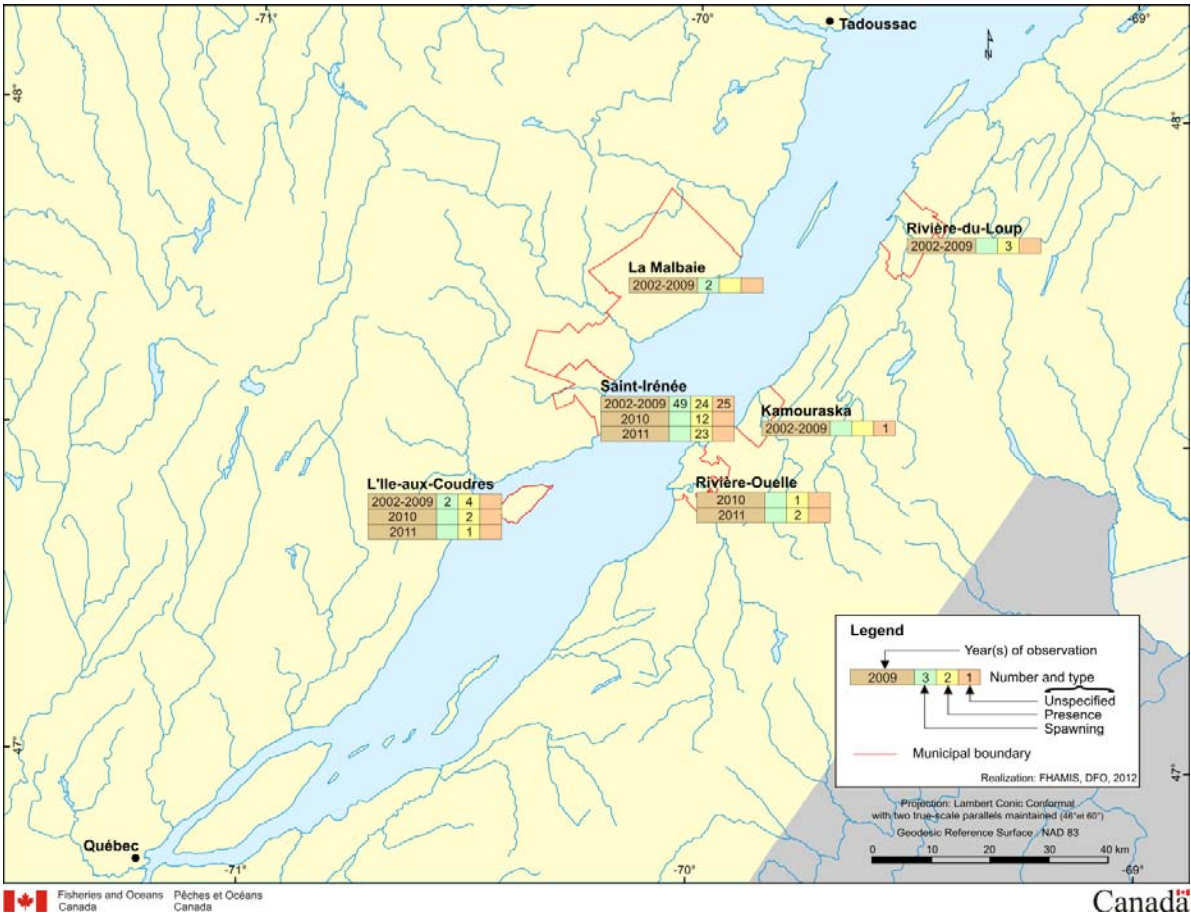 -71°
-70°
-69°
Tadoussac
N
48°
48°
Rivière-du-Loup
2002-2009 3
La Malbaie
2002-2009 2
Saint-Irénée
2002-2009 49 24 25
2010 12
2011 23
Kamouraska
2002-2009 1
L'Ile-aux-Coudres
2002-2009 2 4
2010 2
2011 1
Rivière-Ouelle
2010 1
2011 2
Legend
Year(s) of observation
2009 3 2 1 Number and type
Unspecified
Presence
Spawning
Municipal boundary
Realization: FHAMIS, DFO, 2012
47°
47°
Projection: Lambert Conic Conformal
with two true-scale parallels maintained (46°et 60°)
Geodesic Reference Surface : NAD 83
0 10 20 30 40 km
Québec
-71°
-70°
-69°
Fisheries and Oceans Pêches et Océans
Canada Canada
Canada